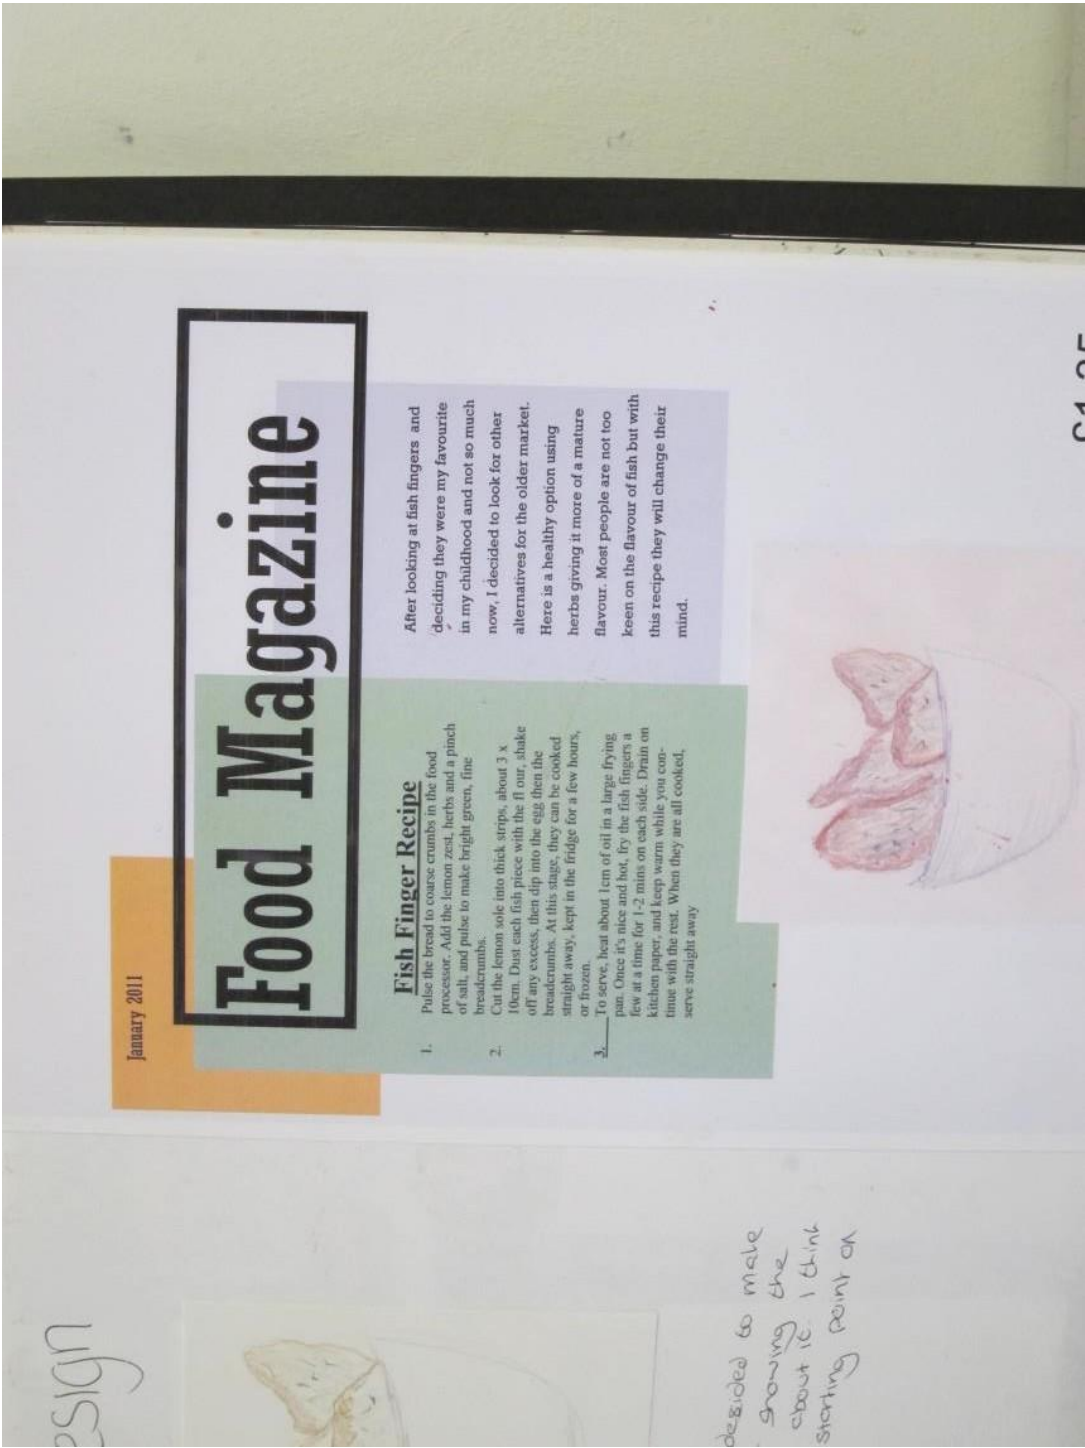 esign
desided to make
showing the
about it. I think
starting point on
January 2011
Food Magazine
Fish Finger Recipe
1. Pulse the bread to coarse crumbs in the food
processor. Add the lemon zest, herbs and a pinch
of salt, and pulse to make bright green, fine
breadcrumbs.
2. Cut the lemon sole into thick strips, about 3 x
10cm. Dust each fish piece with the fl our, shake
off any excess, then dip into the egg then the
breadcrumbs. At this stage, they can be cooked
straight away, kept in the fridge for a few hours,
or frozen.
3. To serve, heat about 1cm of oil in a large frying
pan. Once it's nice and hot, fry the fish fingers a
few at a time for 1-2 mins on each side. Drain on
kitchen paper, and keep warm while you con-
tinue with the rest. When they are all cooked,
serve straight away
After looking at fish fingers and
deciding they were my favourite
in my childhood and not so much
now, I decided to look for other
alternatives for the older market.
Here is a healthy option using
herbs giving it more of a mature
flavour. Most people are not too
keen on the flavour of fish but with
this recipe they will change their
mind.